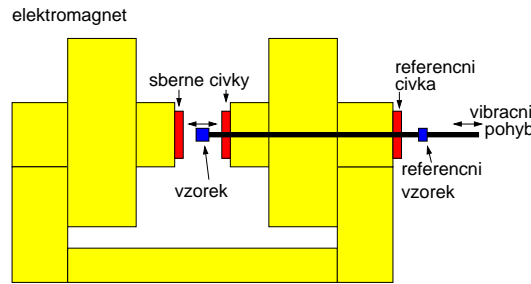 elektromagnet
sberne civky
referencni
civka
vibracni
pohyb
vzorek
referencni
vzorek